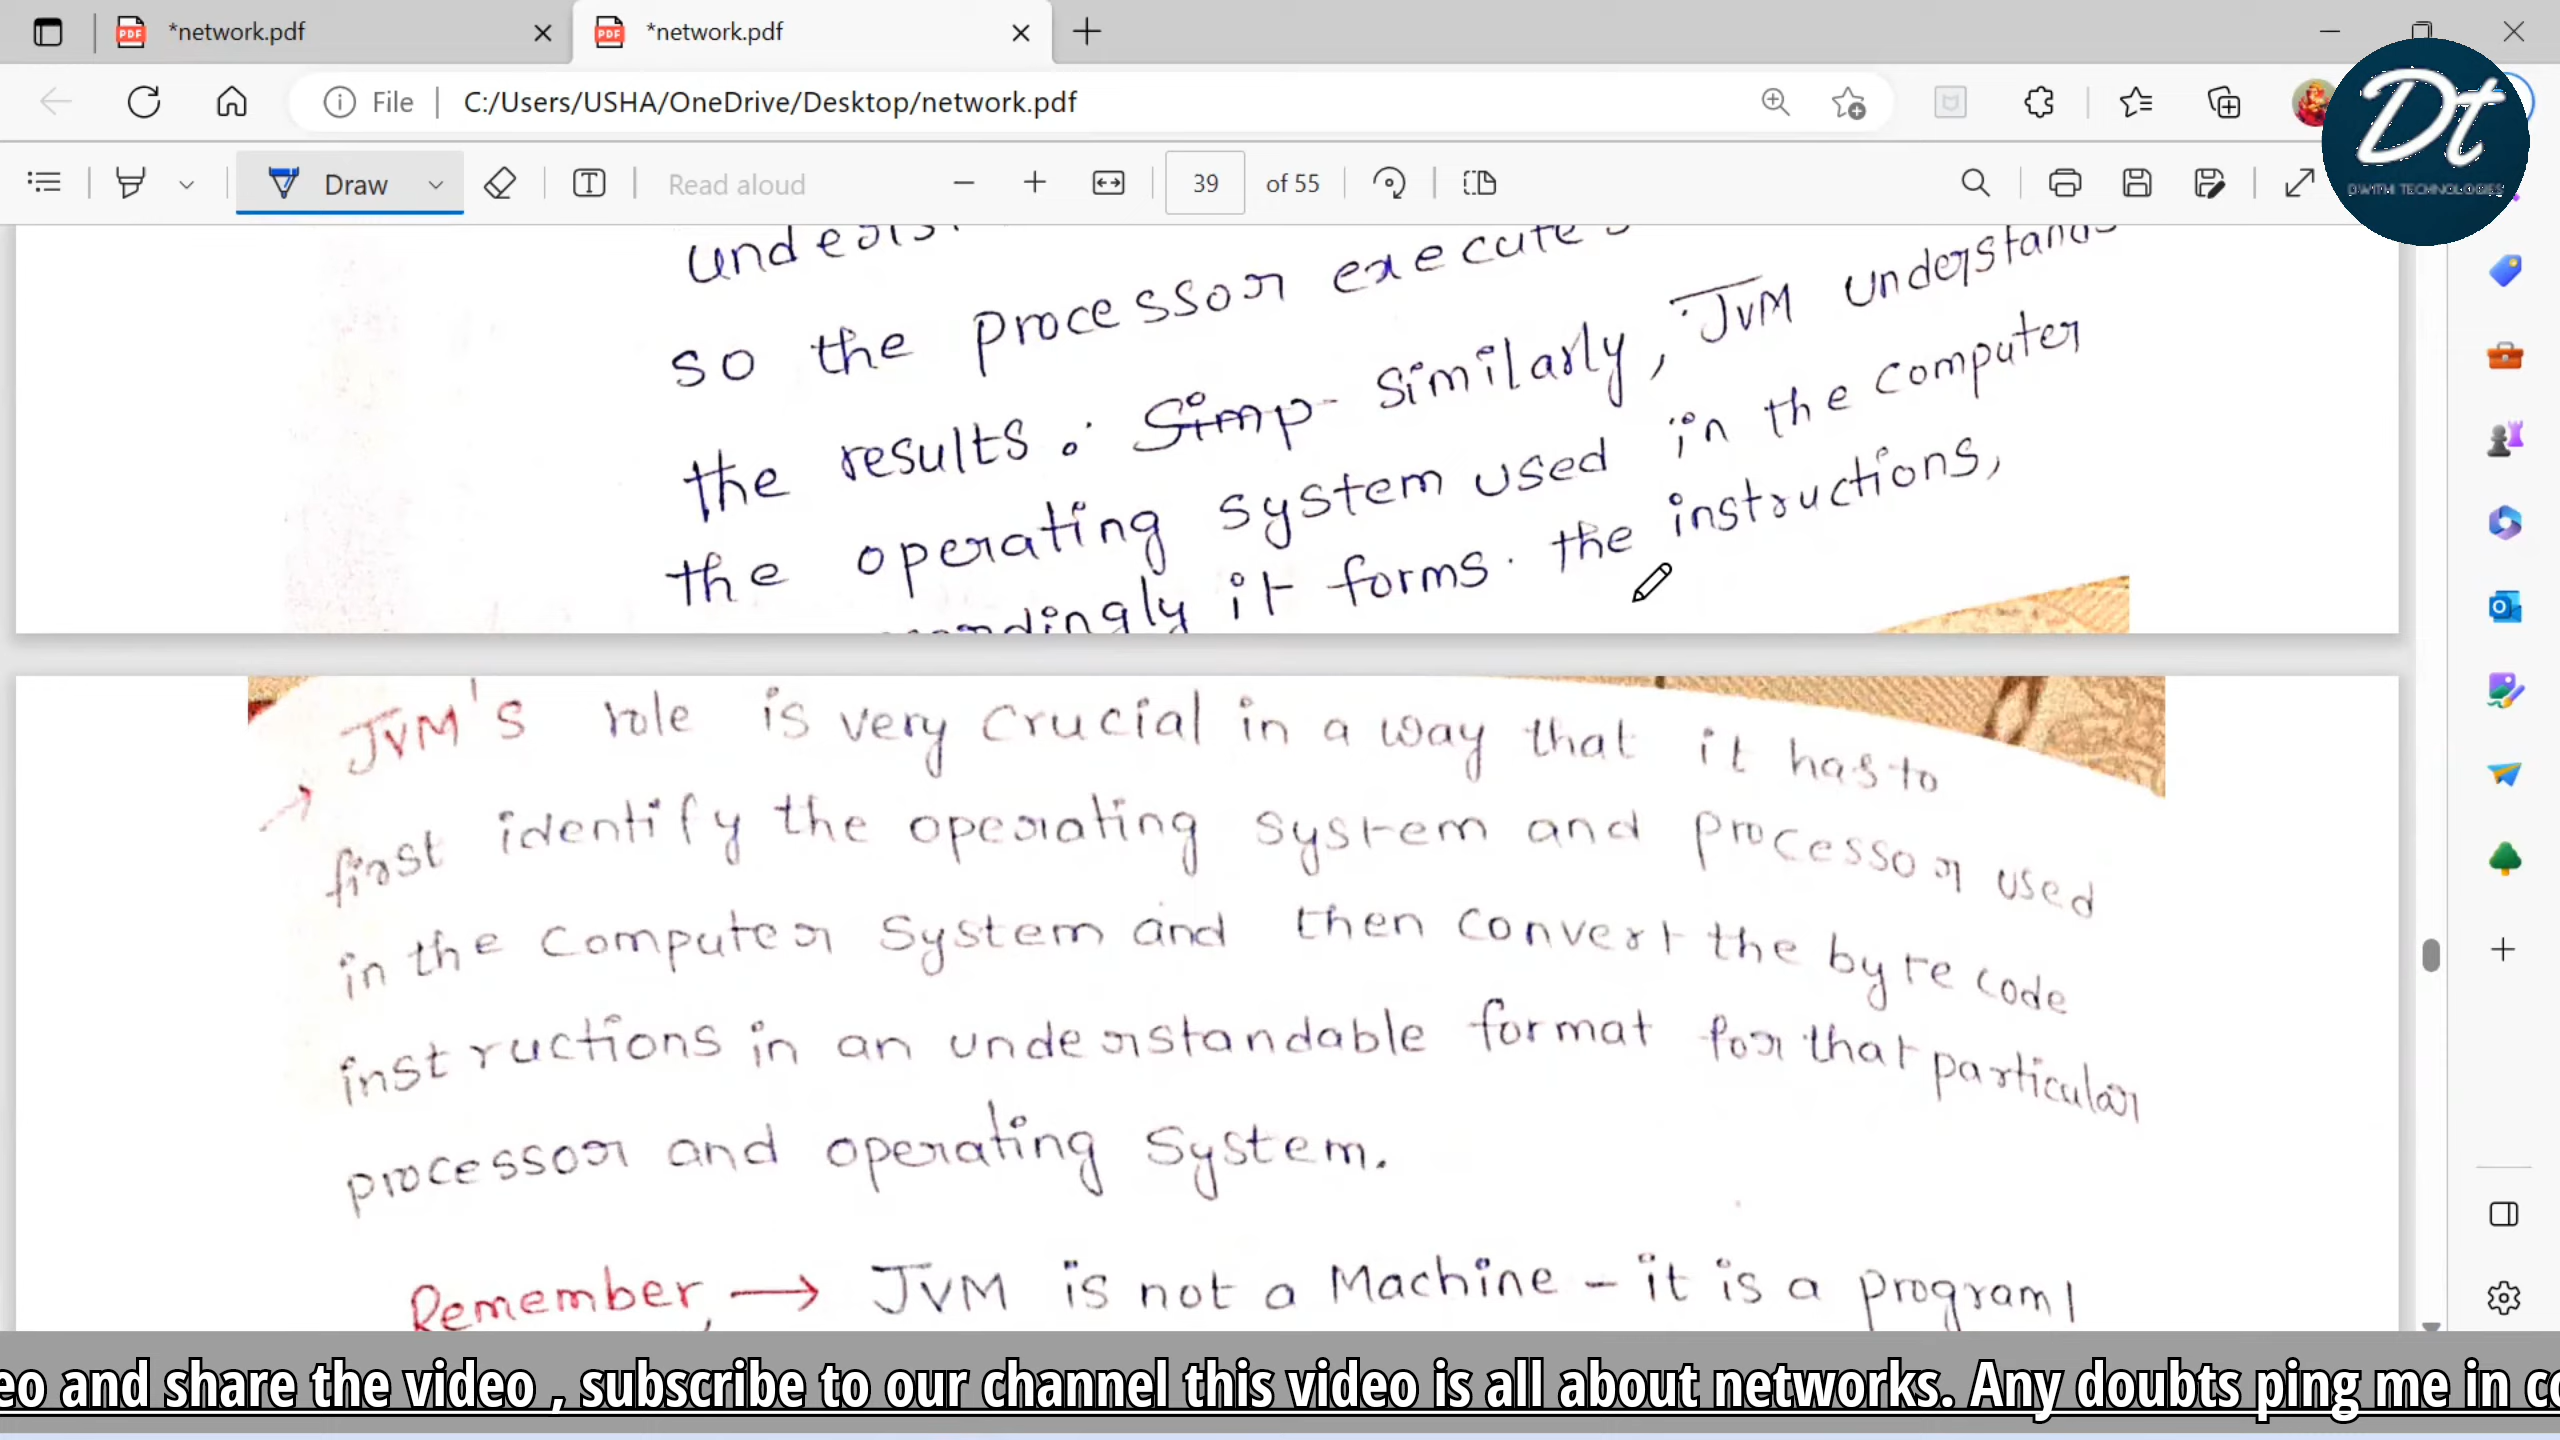 *network.pdf
*network.pdf
File
C:/Users/USHA/OneDrive/Desktop/network.pdf
Draw
Read aloud
39
of 55
Dt
DWITHI TECHNOLOGIES
so the processor execute
the results. Simp- Similarly, JVM understands
the operating system used in the computer
it forms. the instructions,
JVM's role is very crucial in a way that it has to
first identify the operating system and processor used
in the computer system and then convert the byte code
instructions in an understandable format for that particular
processor and operating system.
Remember, → JVM is not a Machine - it is a program!
eo and share the video , subscribe to our channel this video is all about networks. Any doubts ping me in co